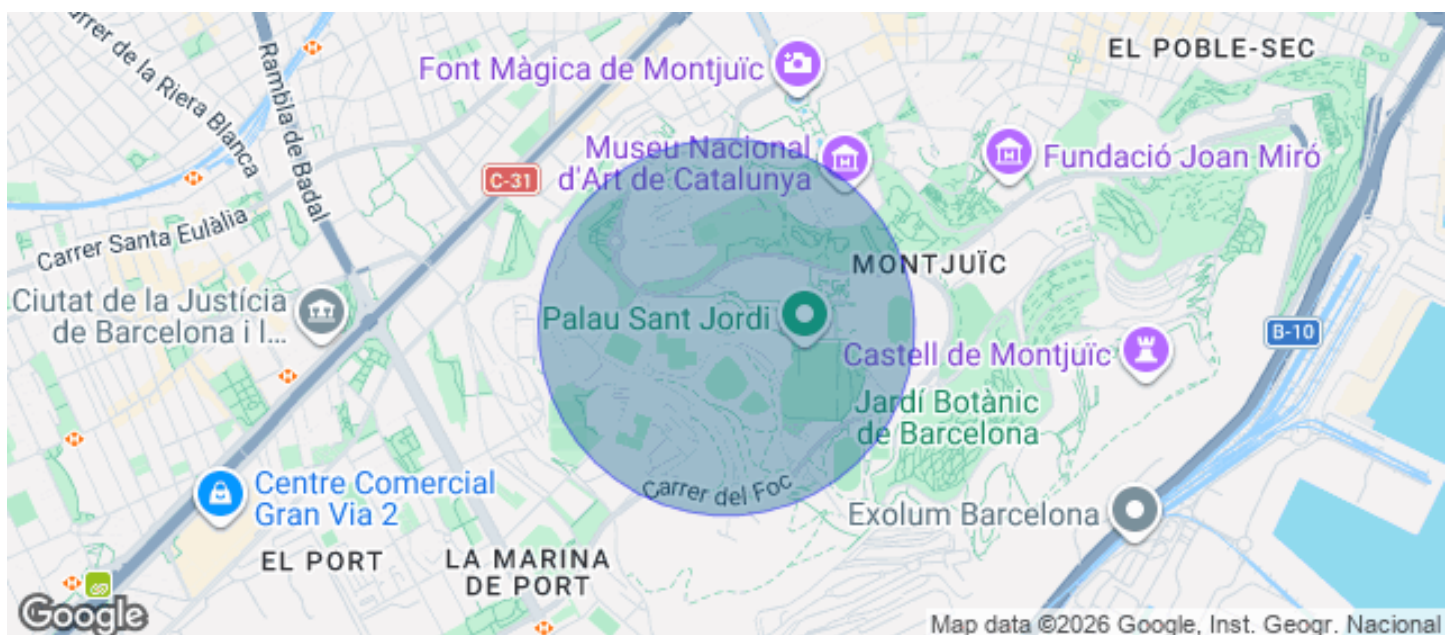 EL POBLE-SEC
Font Màgica de Montjuïc
Rambla de Badal
Carrer de la Riera Blanca
Museu Nacional
d'Art de Catalunya
Fundació Joan Miró
C-31
Carrer Santa Eulàlia
MONTJUÏC
Ciutat de la Justícia
de Barcelona i l...
Palau Sant Jordi
B-10
Castell de Montjuïc
Jardí Botànic
de Barcelona
Centre Comercial
Gran Via 2
Carrer del Foc
Exolum Barcelona
EL PORT
LA MARINA
DE PORT
Google
Map data ©2026 Google, Inst. Geogr. Nacional